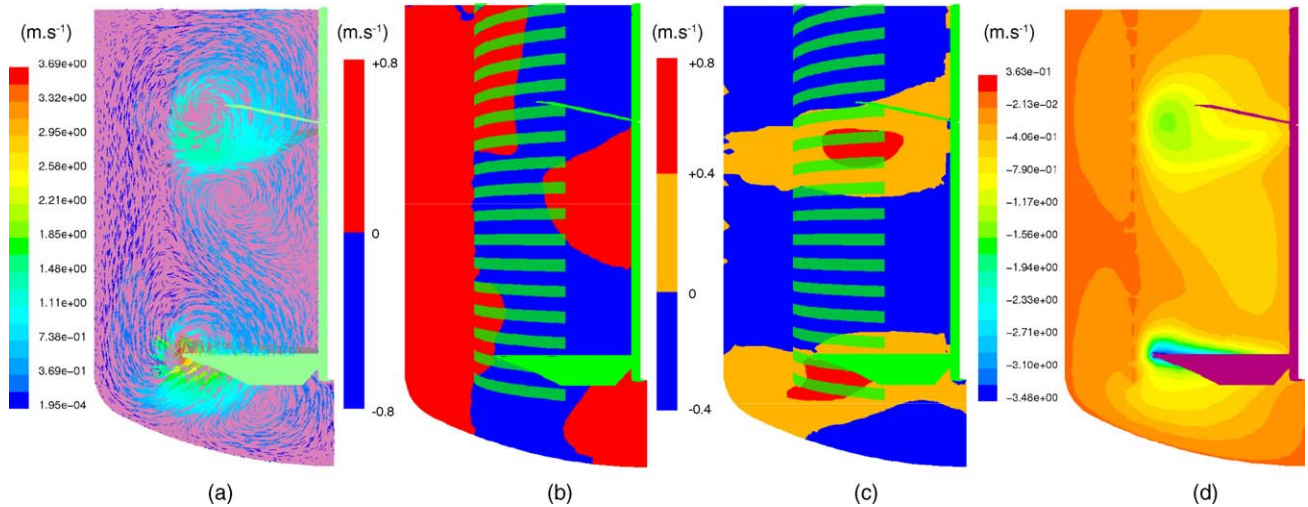 (m.s⁻¹)
3.69e+00
3.32e+00
2.95e+00
2.58e+00
2.21e+00
1.85e+00
1.48e+00
1.11e+00
7.38e-01
3.69e-01
1.95e-04
(a)
(m.s⁻¹)
+0.8
0
-0.8
(b)
(m.s⁻¹)
+0.8
+0.4
0
-0.4
(c)
(m.s⁻¹)
3.63e-01
-2.13e-02
-4.06e-01
-7.90e-01
-1.17e+00
-1.56e+00
-1.94e+00
-2.33e+00
-2.71e+00
-3.10e+00
-3.48e+00
(d)